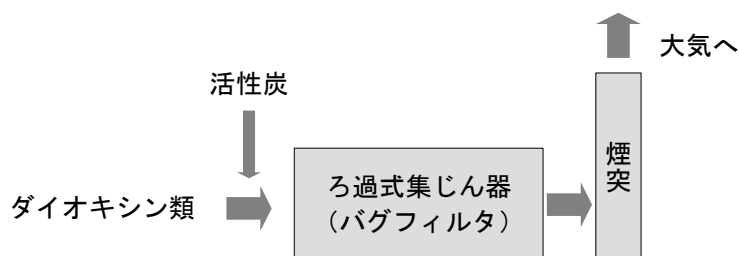 大気へ
活性炭
煙突
ろ過式集じん器
(バグフィルタ)
ダイオキシン類